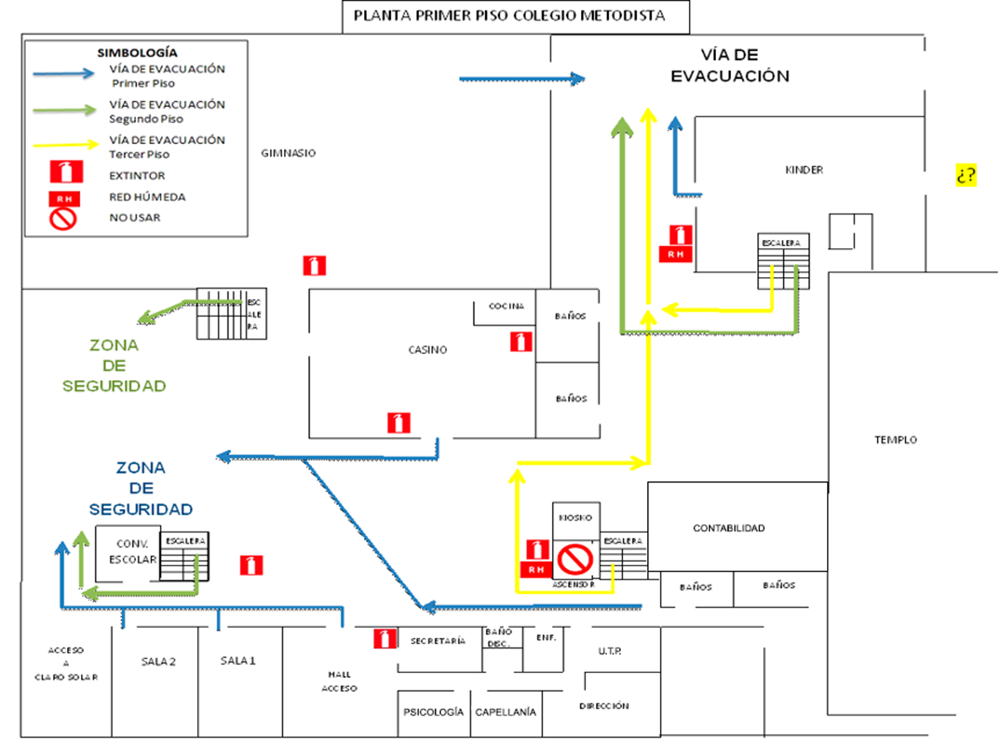 PLANTA PRIMER PISO COLEGIO METODISTA
SIMBOLOGÍA
VÍA DE EVACUACIÓN
Primer Piso
VÍA DE EVACUACIÓN
Segundo Piso
VÍA DE EVACUACIÓN
Tercer Piso
EXTINTOR
RH
RED HÚMEDA
NO USAR
VÍA DE
EVACUACIÓN
GIMNASIO
KINDER
¿?
RH
ESCALERA
ESC
ALE
RA
COCINA
BAÑOS
CASINO
BAÑOS
ZONA
DE
SEGURIDAD
TEMPLO
ZONA
DE
SEGURIDAD
KIOSKO
CONTABILIDAD
CONV.
ESCOLAR
ESCALERA
ESCALERA
RH
ASCENSOR
BAÑOS
BAÑOS
ACCESO
A
CLARO SOLAR
SALA 2
SALA 1
HALL
ACCESO
SECRETARÍA
BAÑO
DISC.
ENF.
U.T.P.
PSICOLOGÍA
CAPELLANÍA
DIRECCIÓN